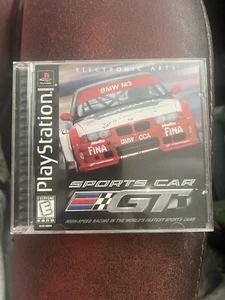 ELECTRONIC ARTS
PlayStation
BMW M3
FINA
FINA
BMW CCA
SPORTS CAR
GT
HIGH-SPEED RACING IN THE WORLD'S FASTEST SPORTS CARS
E